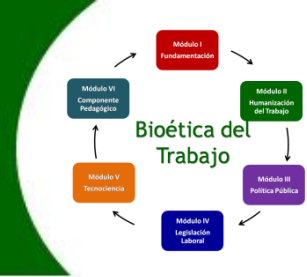 Módulo I
Fundamentación
Módulo II
Humanización
del Trabajo
Módulo III
Política Pública
Módulo IV
Legislación
Laboral
Módulo V
Tecnociencia
Módulo VI
Componente
Pedagógico
Bioética del
Trabajo